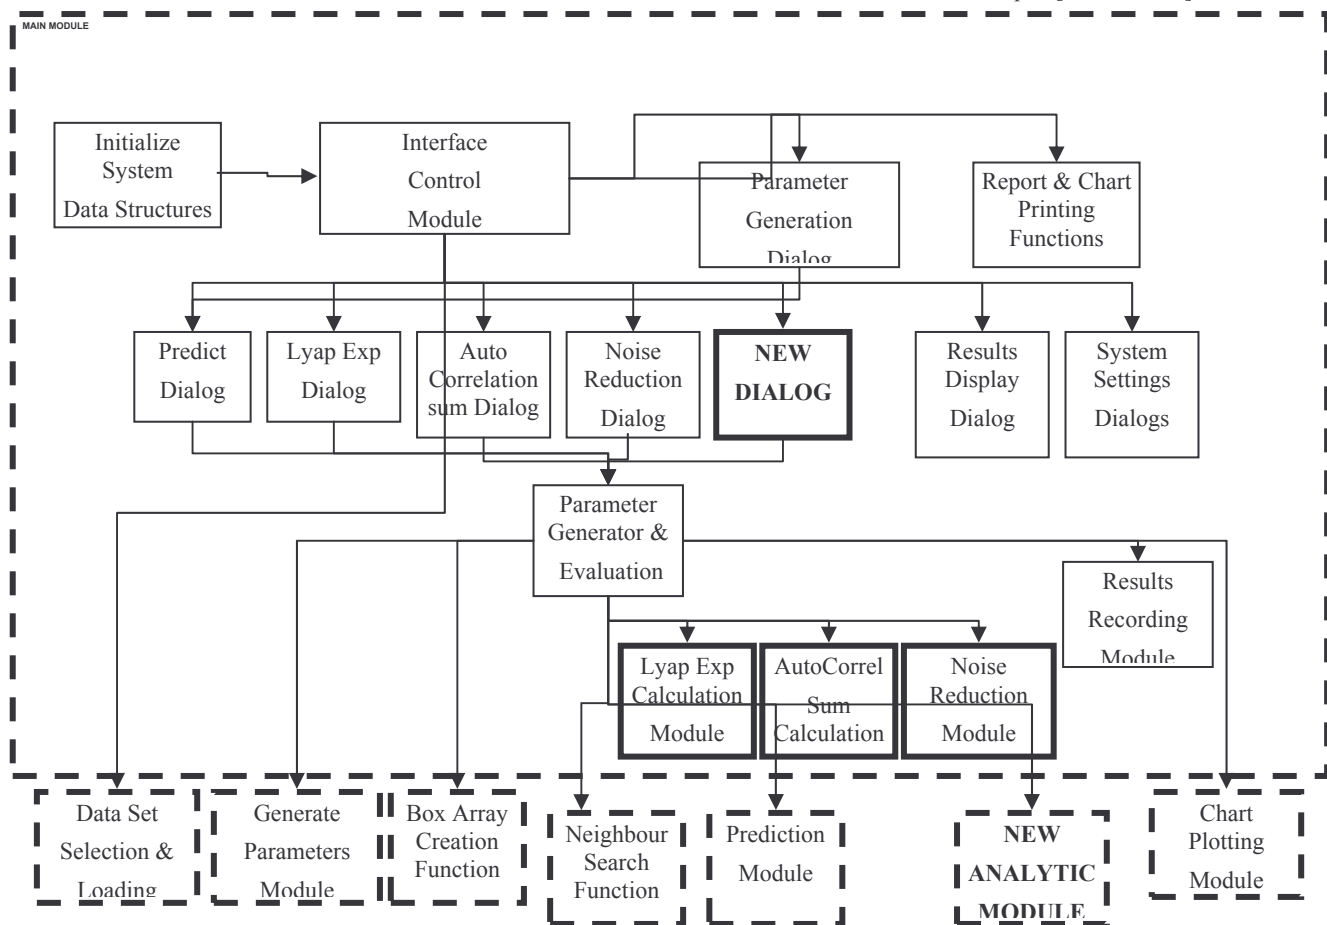 MAIN MODULE
Initialize
System
Data Structures
Interface
Control
Module
Parameter
Generation
Dialog
Report & Chart
Printing
Functions
Predict
Dialog
Lyap Exp
Dialog
Auto
Correlation
sum Dialog
Noise
Reduction
Dialog
NEW
DIALOG
Results
Display
Dialog
System
Settings
Dialogs
Parameter
Generator &
Evaluation
Results
Recording
Module
Lyap Exp
Calculation
Module
AutoCorrel
Sum
Calculation
Noise
Reduction
Module
Data Set
Selection &
Loading
Generate
Parameters
Module
Box Array
Creation
Function
Neighbour
Search
Function
Prediction
Module
NEW
ANALYTIC
MODULE
Chart
Plotting
Module